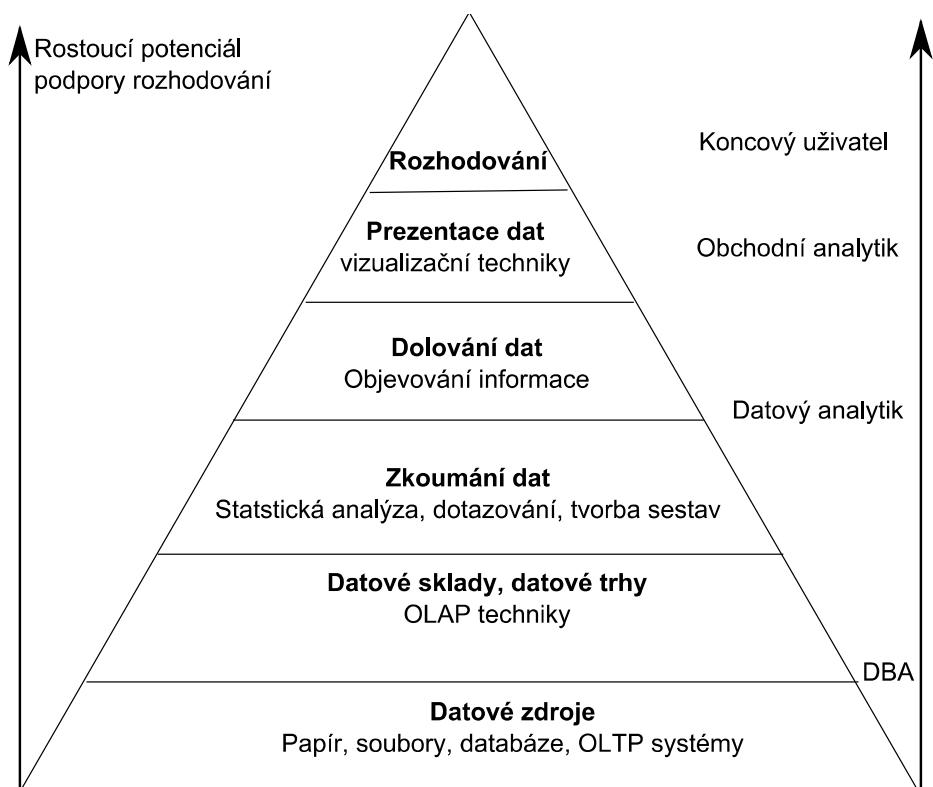 Rostoucí potenciál
podpory rozhodování
Koncový uživatel
Rozhodování
Prezentace dat
vizualizační techniky
Obchodní analytik
Dolování dat
Objevování informace
Datový analytik
Zkoumání dat
Statstická analýza, dotazování, tvorba sestav
Datové sklady, datové trhy
OLAP techniky
DBA
Datové zdroje
Papír, soubory, databáze, OLTP systémy